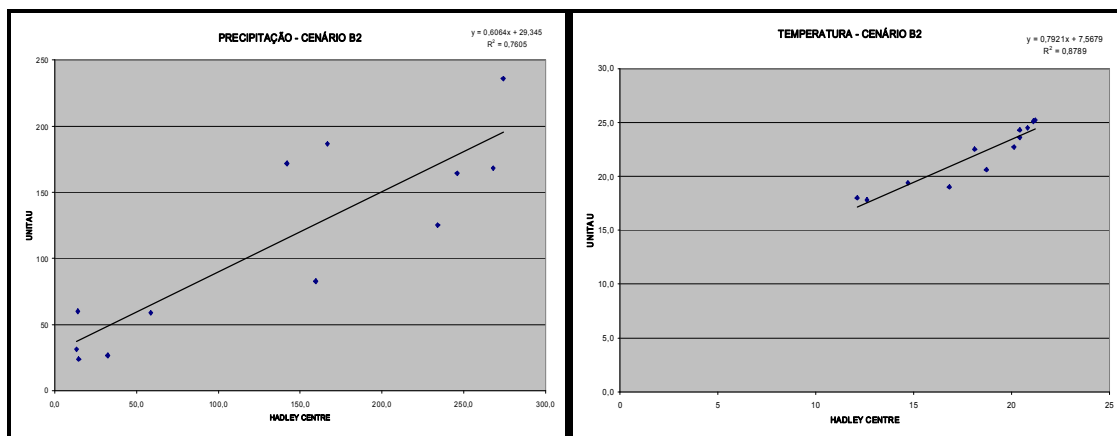 PRECIPITAÇÃO - CENÁRIO B2
y = 0,6064x + 29,345
R² = 0,7605
250
200
150
100
50
0
UNITAU
0,0 50,0 100,0 150,0 200,0 250,0 300,0
HADLEY CENTRE
TEMPERATURA - CENÁRIO B2
y = 0,7921x + 7,5679
R² = 0,8789
30,0
25,0
20,0
15,0
10,0
5,0
0,0
UNITAU
0 5 10 15 20 25
HADLEY CENTRE